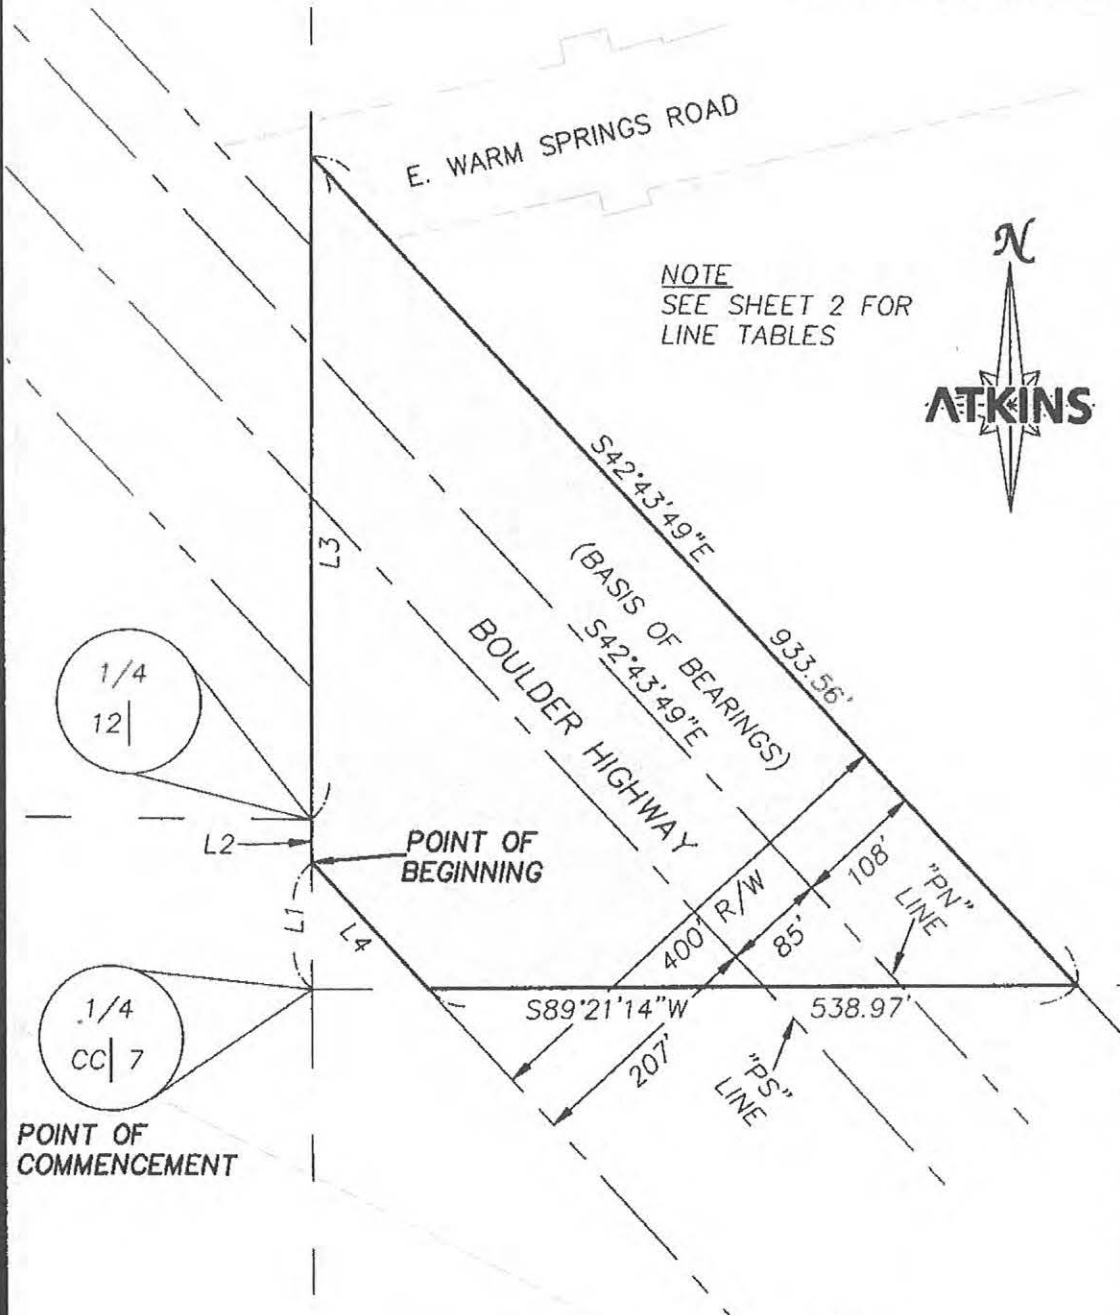 E. WARM SPRINGS ROAD
N
NOTE
SEE SHEET 2 FOR
LINE TABLES
ATKINS
S42°43'49"E
933.56'
L3
(BASIS OF BEARINGS)
S42°43'49"E
BOULDER HIGHWAY
1/4
12
L2
POINT OF
BEGINNING
108'
"PN"
LINE
400' R/W
85'
L1
L4
S89°21'14"W
538.97'
1/4
CC 7
207'
"PS"
LINE
POINT OF
COMMENCEMENT